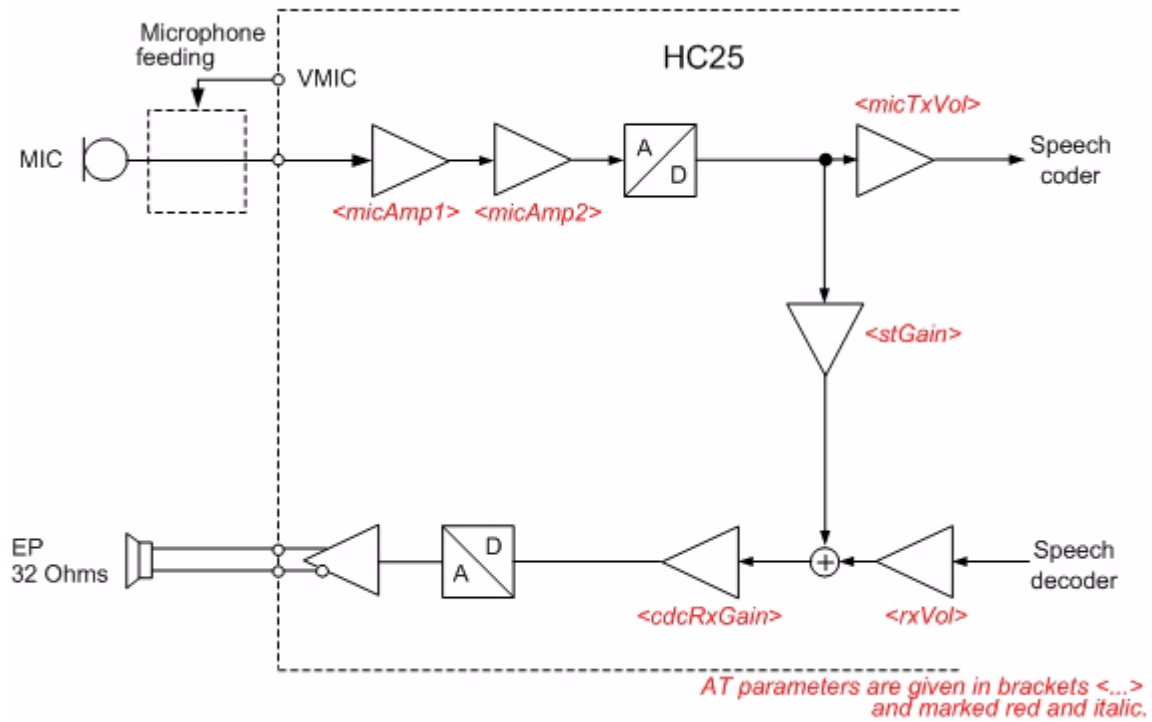 Microphone
feeding
HC25
VMIC
<micTxVol>
MIC
A
D
Speech
coder
<micAmp1>
<micAmp2>
<stGain>
EP
32 Ohms
D
A
+
Speech
decoder
<cdcRxGain>
<rxVol>
AT parameters are given in brackets <...>
and marked red and italic.